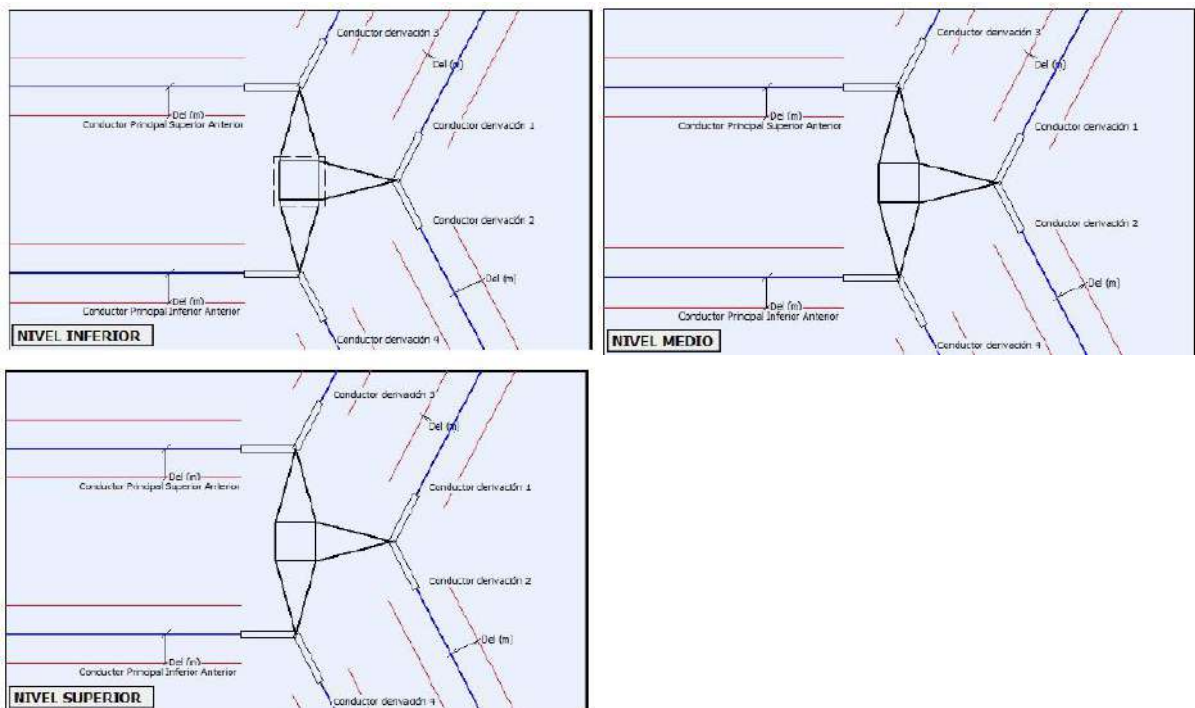 Conductor derivación 3
Del (m)
Del (m)
Conductor Principal Superior Anterior
Conductor derivación 1
Conductor derivación 2
Del (m)
Del (m)
Conductor Principal Inferior Anterior
NIVEL INFERIOR
Conductor derivación 4
Conductor derivación 3
Del (m)
Del (m)
Conductor Principal Superior Anterior
Conductor derivación 1
Conductor derivación 2
Del (m)
Del (m)
Conductor Principal Inferior Anterior
NIVEL MEDIO
Conductor derivación 4
Conductor derivación 3
Del (m)
Del (m)
Conductor Principal Superior Anterior
Conductor derivación 1
Conductor derivación 2
Del (m)
Del (m)
Conductor Principal Inferior Anterior
NIVEL SUPERIOR
Conductor derivación 4